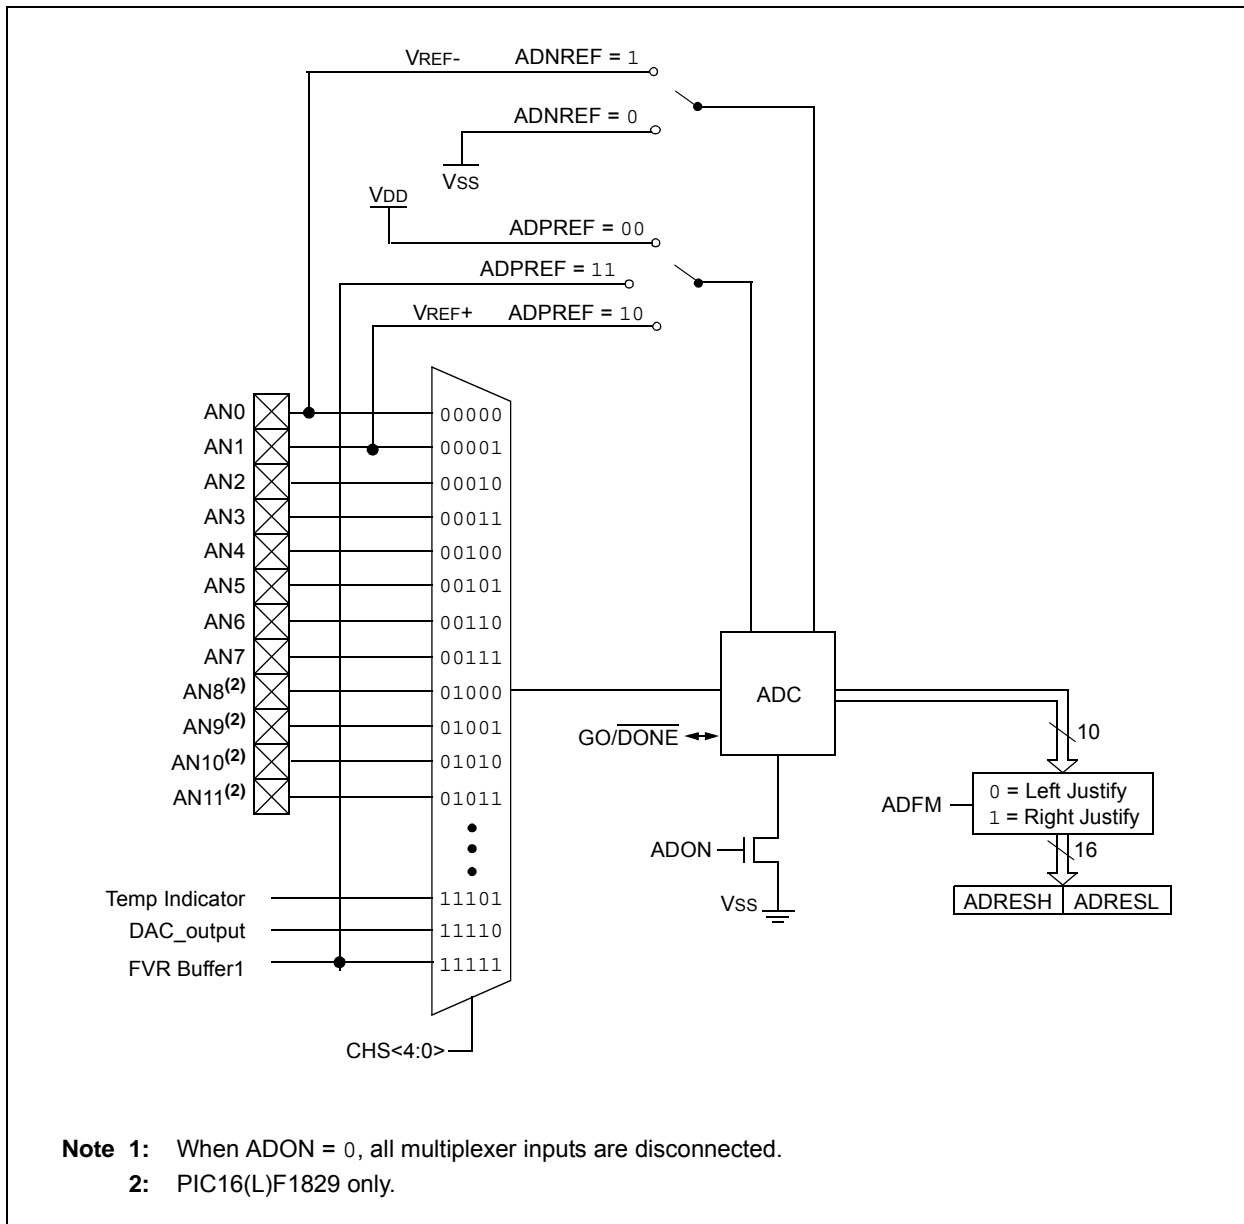 VREF- ADNREF = 1
ADNREF = 0
VSS
VDD
ADPREF = 00
ADPREF = 11
VREF+ ADPREF = 10
AN0 00000
AN1 00001
AN2 00010
AN3 00011
AN4 00100
AN5 00101
AN6 00110
AN7 00111
AN8(2) 01000
ADC
AN9(2) 01001
GO/DONE
10
AN10(2) 01010
AN11(2) 01011
ADFM
0 = Left Justify
1 = Right Justify
ADON
16
Temp Indicator 11101
VSS
ADRESH ADRESL
DAC_output 11110
FVR Buffer1 11111
CHS<4:0>
Note 1: When ADON = 0, all multiplexer inputs are disconnected.
2: PIC16(L)F1829 only.